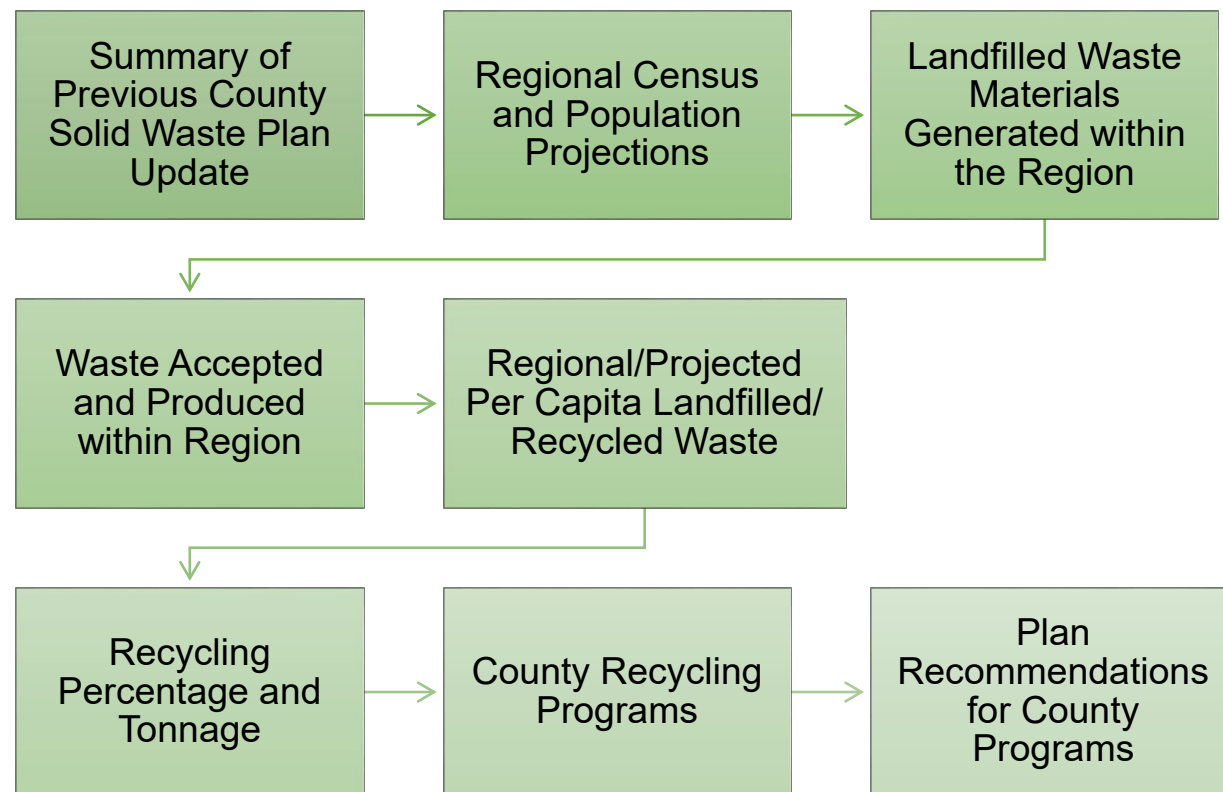 Summary of
Previous County
Solid Waste Plan
Update
Regional Census
and Population
Projections
Landfilled Waste
Materials
Generated within
the Region
Waste Accepted
and Produced
within Region
Regional/Projected
Per Capita Landfilled/
Recycled Waste
Recycling
Percentage and
Tonnage
County Recycling
Programs
Plan
Recommendations
for County
Programs